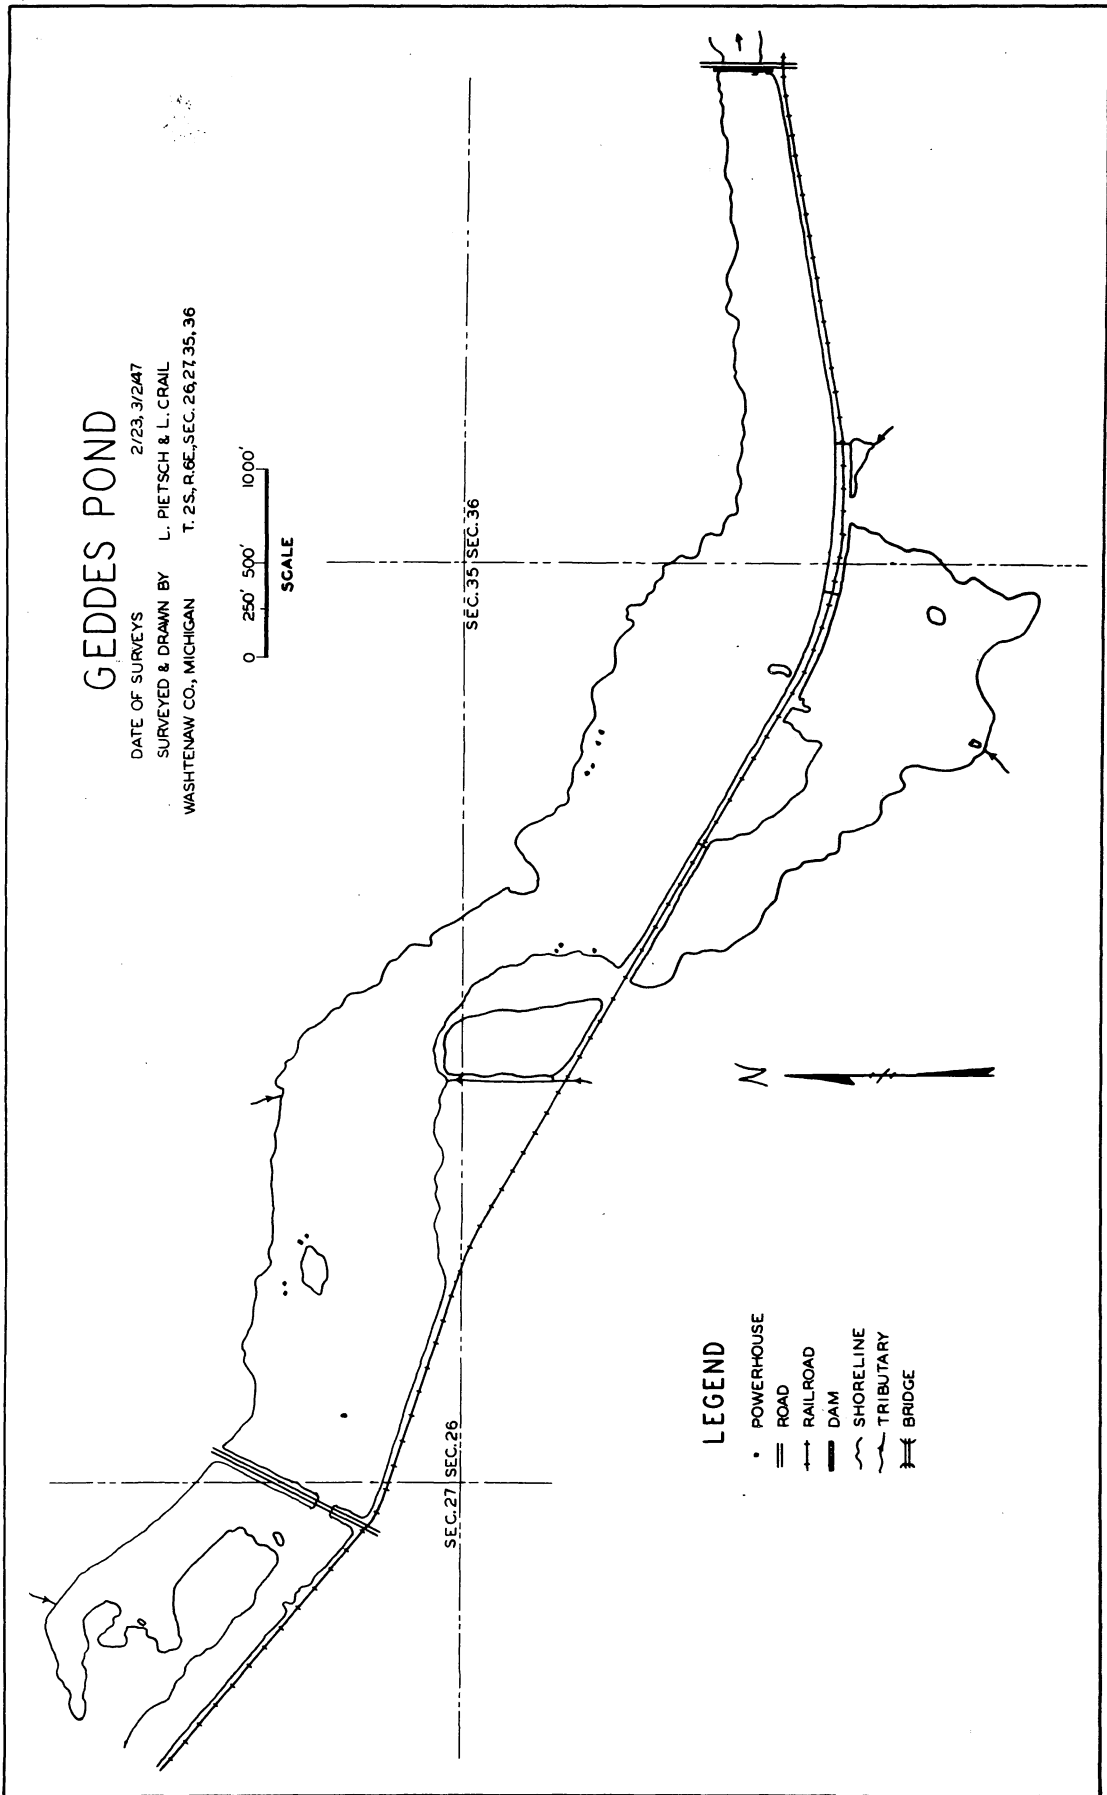 GEDDES POND
DATE OF SURVEYS 2/23,3/2/47
SURVEYED & DRAWN BY L. PIETSCH & L. CRAIL
WASHTENAW CO., MICHIGAN T. 2S., R.6E., SEC. 26,27,35,36
0 250' 500' 1000'
SCALE
SEC. 35 SEC. 36
SEC. 27 SEC. 26
N
LEGEND
POWERHOUSE
ROAD
RAILROAD
DAM
SHORELINE
TRIBUTARY
BRIDGE